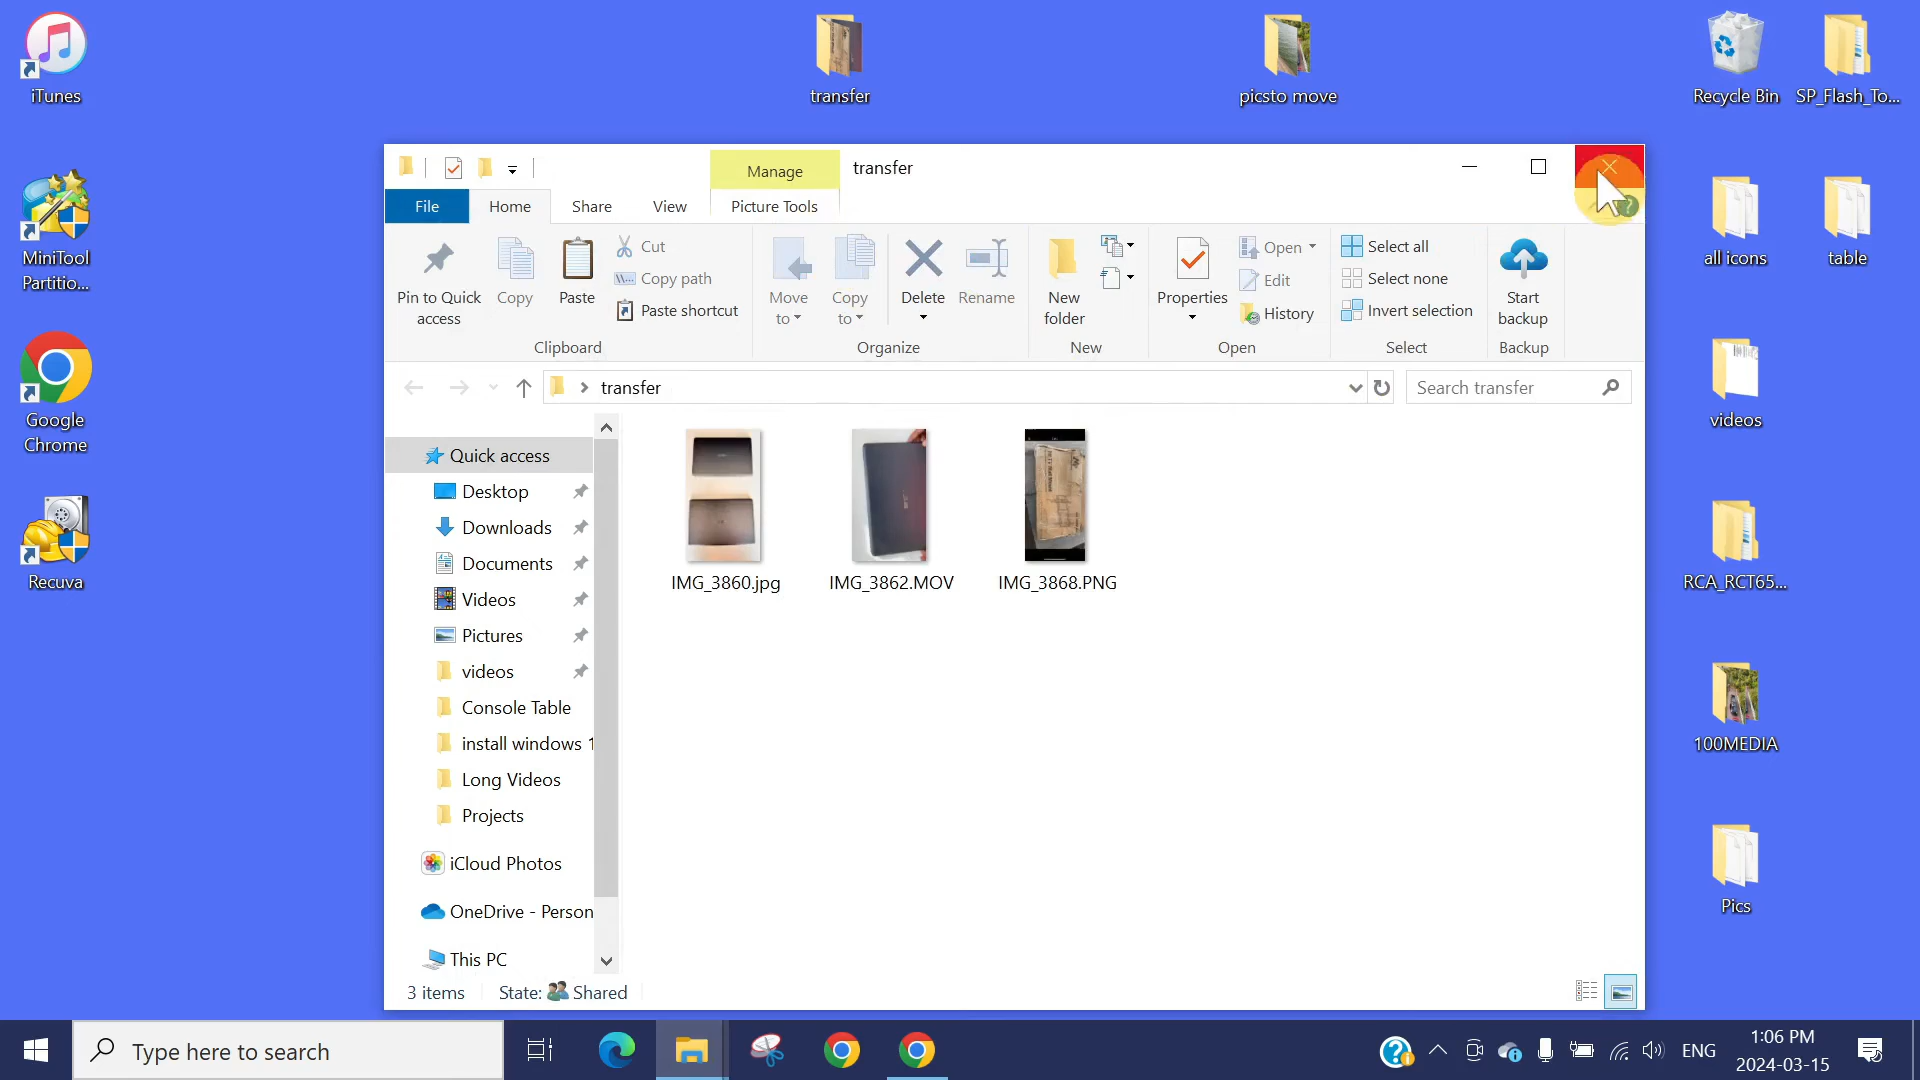 iTunes
transfer
picsto move
Recycle Bin
SP_Flash_To...
MiniTool
Partitio...
Google
Chrome
Recuva
all icons
table
videos
RCA_RCT65...
100MEDIA
Pics
Manage
transfer
File
Home
Share
View
Picture Tools
Pin to Quick
access
Copy
Paste
Cut
Copy path
Paste shortcut
Clipboard
Move
to
Copy
to
Delete
Rename
Organize
New
folder
New
Properties
Open
Edit
History
Open
Select all
Select none
Invert selection
Select
Start
backup
Backup
transfer
Search transfer
Quick access
Desktop
Downloads
Documents
Videos
Pictures
videos
Console Table
install windows 1
Long Videos
Projects
iCloud Photos
OneDrive - Person
This PC
IMG_3860.jpg
IMG_3862.MOV
IMG_3868.PNG
3 items
State:
Shared
Type here to search
ENG
1:06 PM
2024-03-15